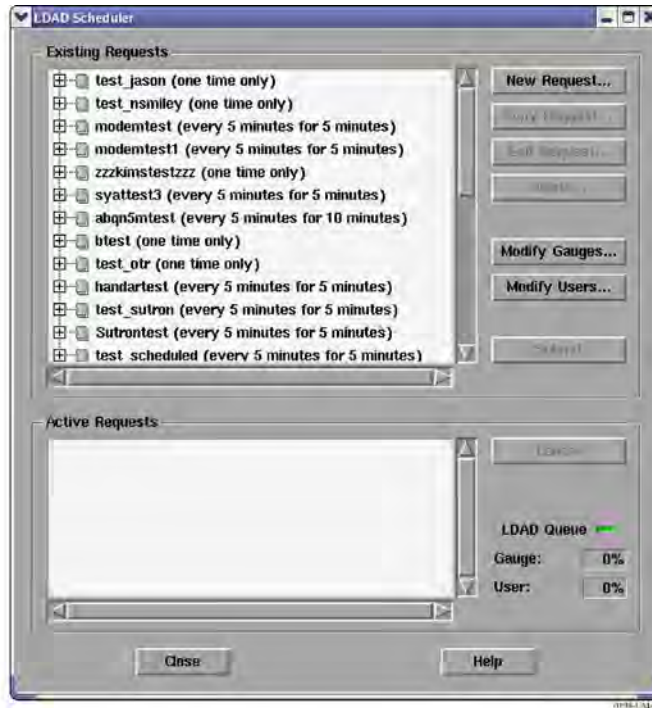 LDAD Scheduler
Existing Requests
test_jason (one time only)
test_nsmiley (one time only)
modemtest (every 5 minutes for 5 minutes)
modemtest1 (every 5 minutes for 5 minutes)
zzzkimstestzzz (one time only)
syattest3 (every 5 minutes for 5 minutes)
abqn5mtest (every 5 minutes for 10 minutes)
btest (one time only)
test_otr (one time only)
handartest (every 5 minutes for 5 minutes)
test_sutron (every 5 minutes for 5 minutes)
Sutrontest (every 5 minutes for 5 minutes)
test_scheduled (every 5 minutes for 5 minutes)
New Request...
Copy Request...
Edit Request...
Modify Gauges...
Modify Users...
Submit
Active Requests
LDAD Queue
Gauge: 0%
User: 0%
Close
Help